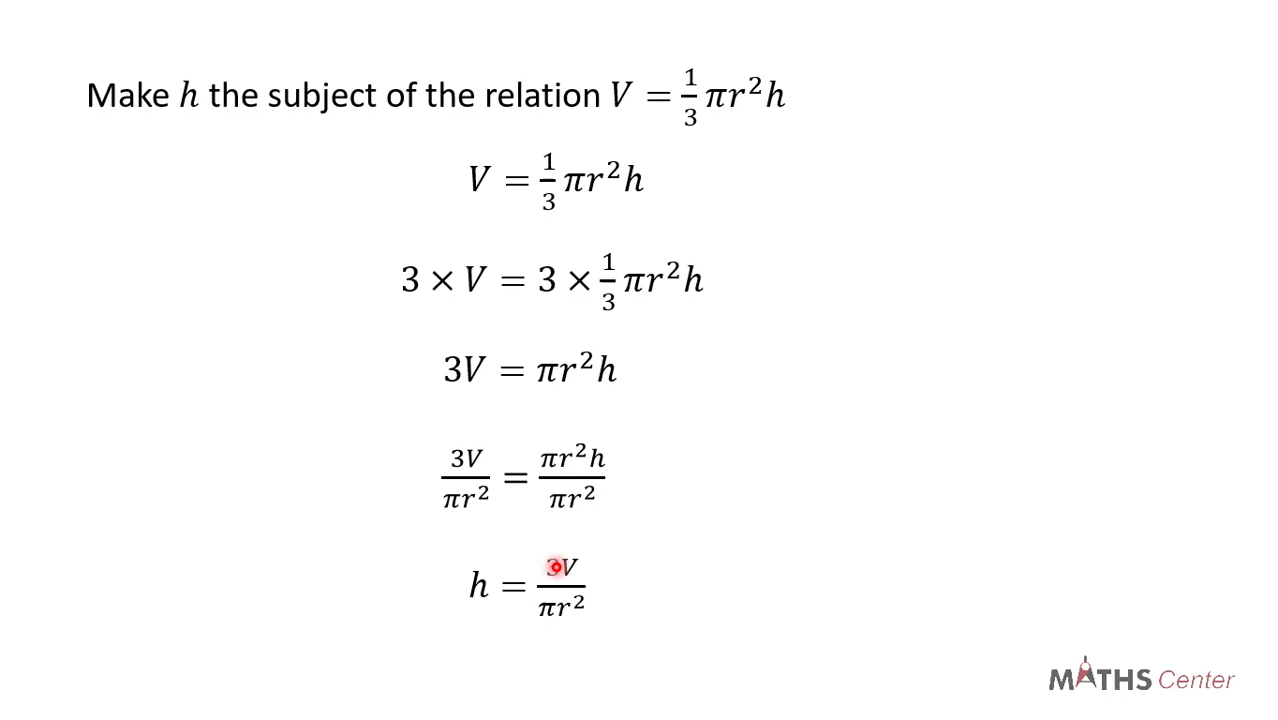 Make h the subject of the relation V = 1/3 πr²h
V = 1/3 πr²h
3 × V = 3 × 1/3 πr²h
3V = πr²h
3V/πr² = πr²h/πr²
h = 3V/πr²
MATHS Center